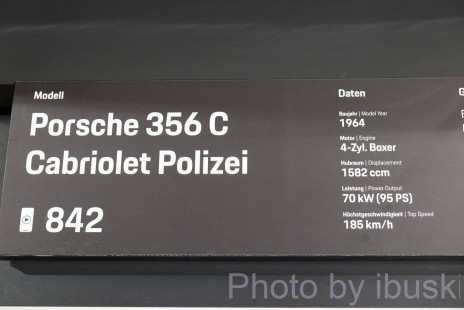 Modell
Porsche 356 C
Cabriolet Polizei
842
Daten
Baujahr | Model Year
1964
Motor | Engine
4-Zyl. Boxer
Hubraum | Displacement
1582 ccm
Leistung | Power Output
70 kW (95 PS)
Höchstgeschwindigkeit | Top Speed
185 km/h
Photo by ibuski